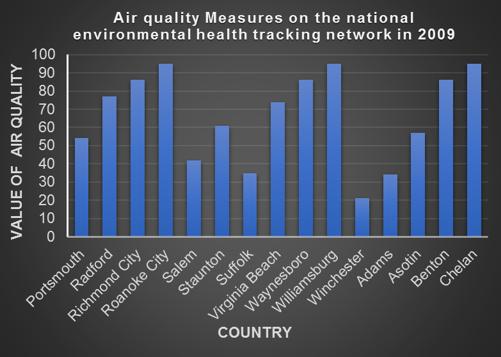 Air quality Measures on the national
environmental health tracking network in 2009
VALUE OF AIR QUALITY
100
90
80
70
60
50
40
30
20
10
0
Portsmouth
Radford
Richmond City
Roanoke City
Salem
Staunton
Suffolk
Virginia Beach
Waynesboro
Williamsburg
Winchester
Adams
Asotin
Benton
Chelan
COUNTRY